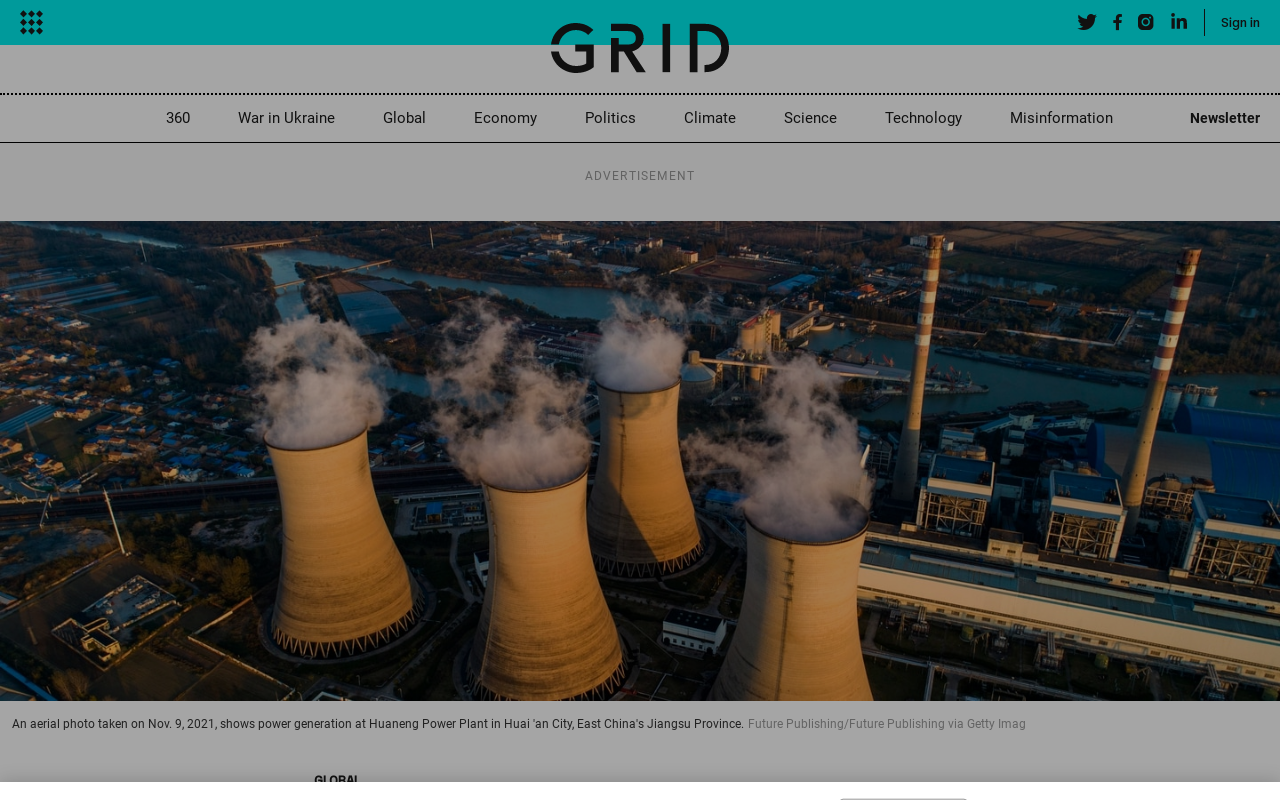 GRID
Sign in
360 War in Ukraine Global Economy Politics Climate Science Technology Misinformation Newsletter
ADVERTISEMENT
An aerial photo taken on Nov. 9, 2021, shows power generation at Huaneng Power Plant in Huai 'an City, East China's Jiangsu Province. Future Publishing/Future Publishing via Getty Imag
GLOBAL